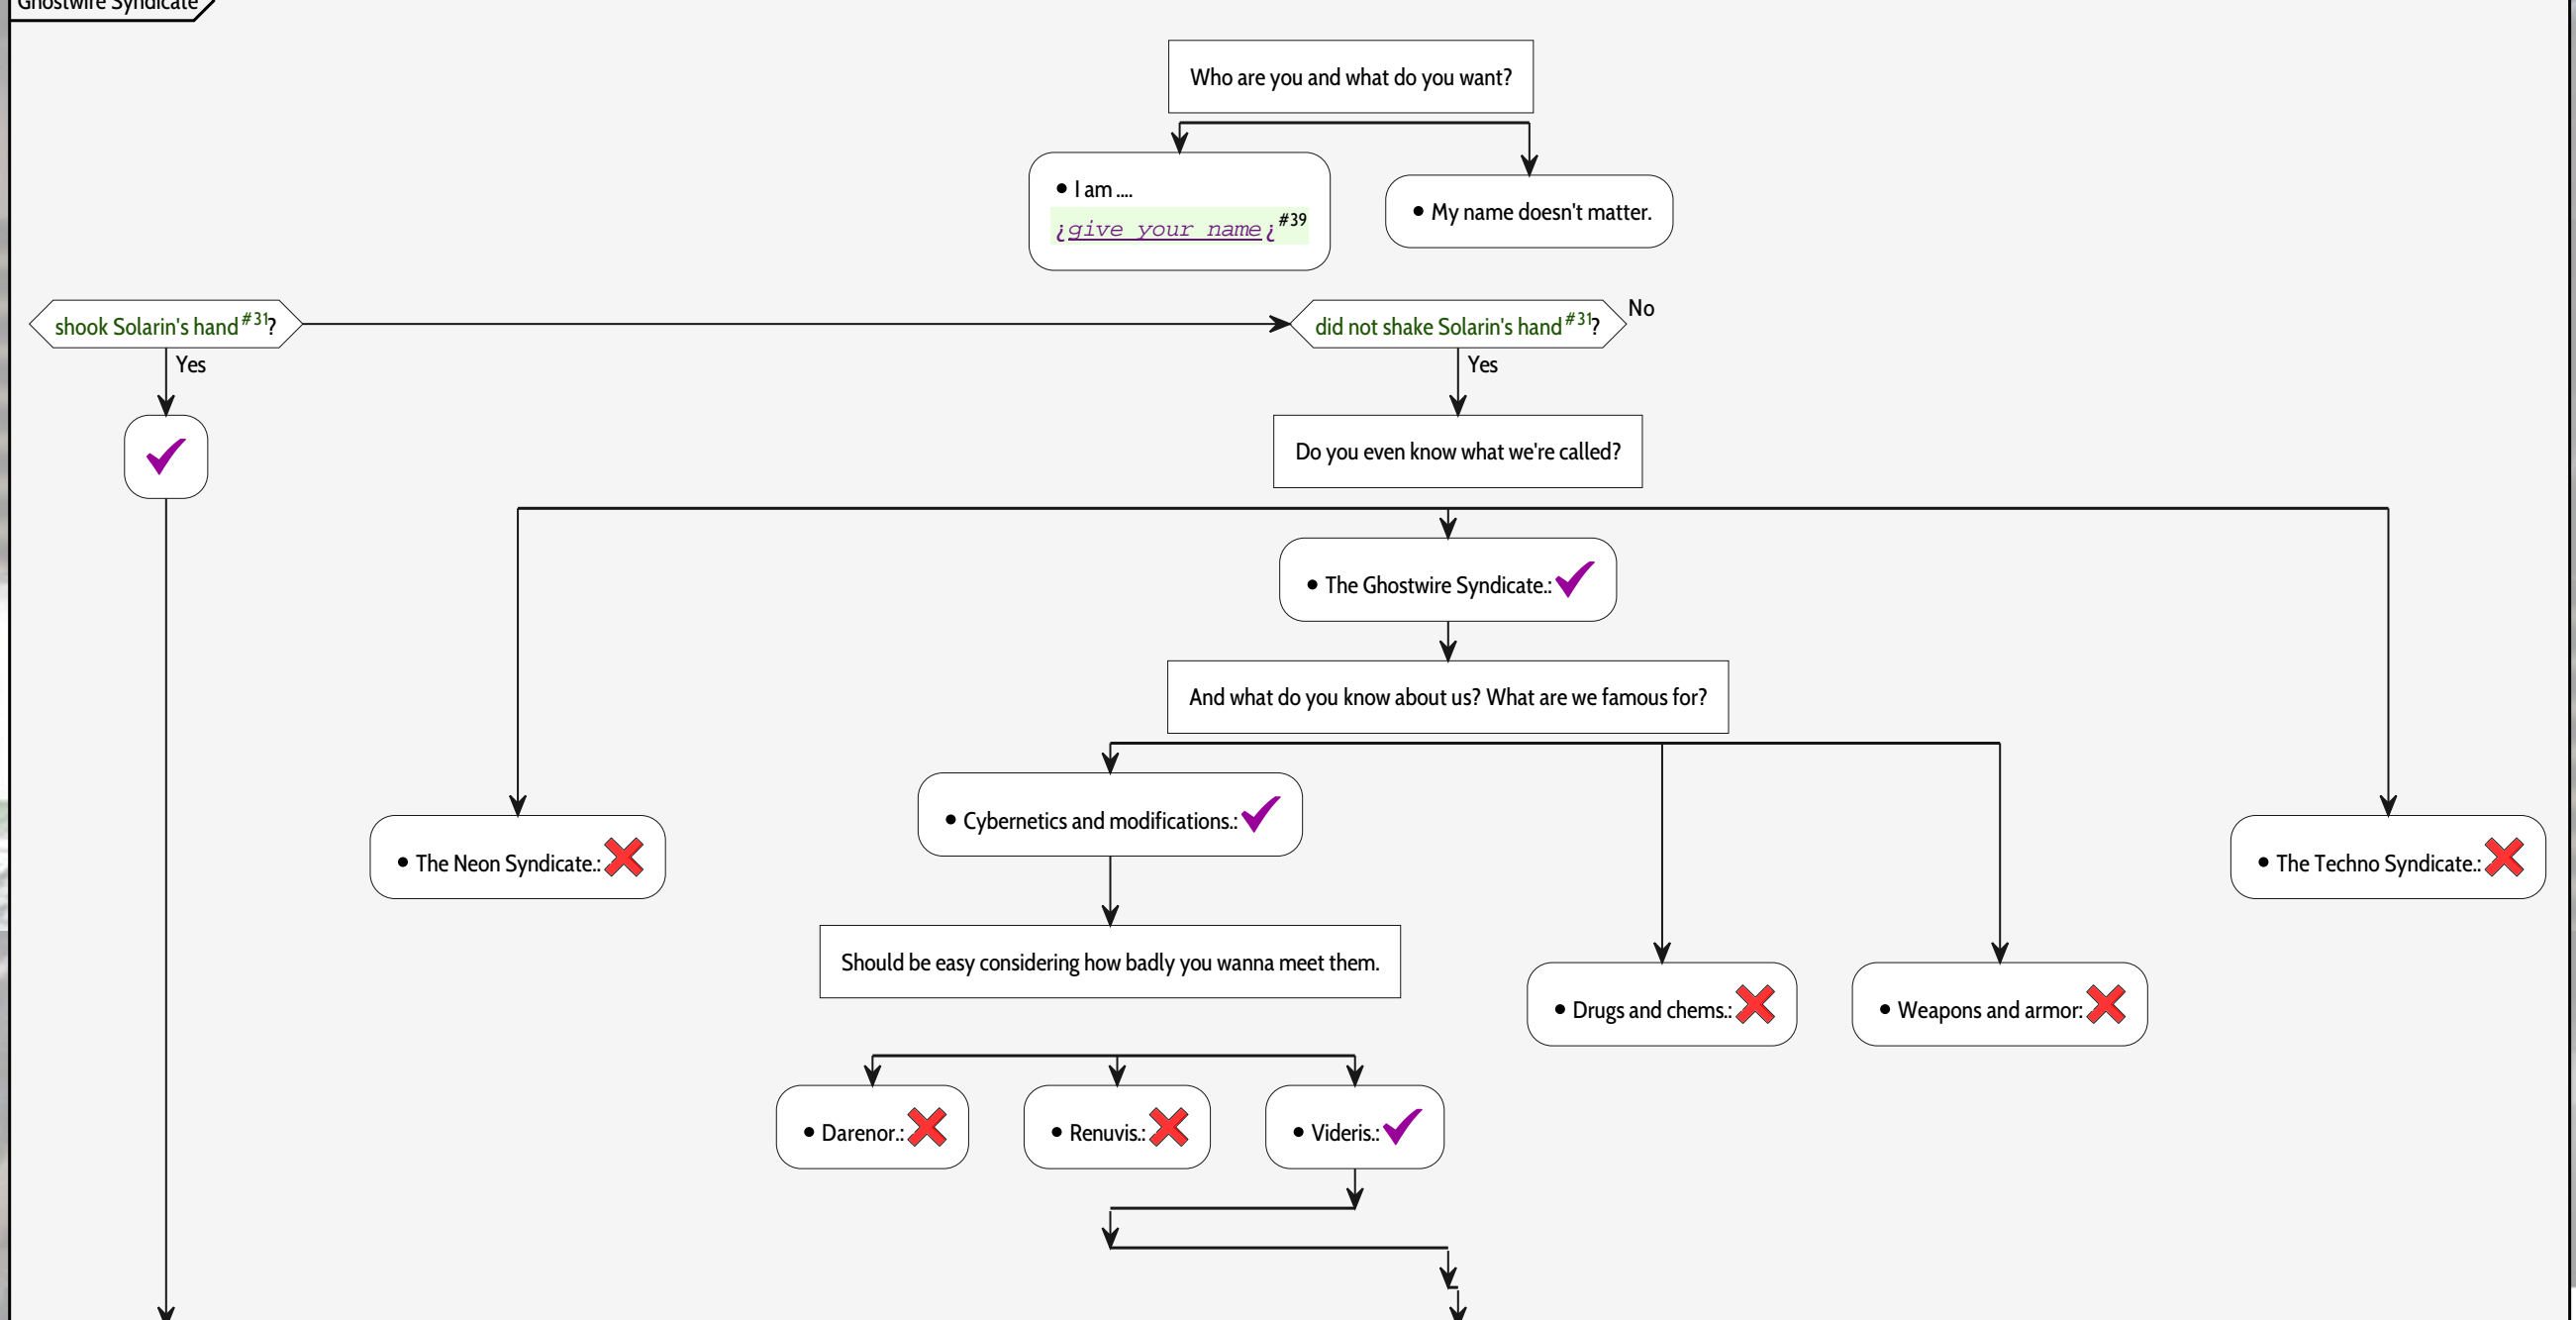 Ghostwire Syndicate
Who are you and what do you want?
• I am ....
¿give your name¿#39
• My name doesn't matter.
shook Solarin's hand#31?
did not shake Solarin's hand#31?
No
Yes
Yes
Do you even know what we're called?
• The Ghostwire Syndicate.:
And what do you know about us? What are we famous for?
• Cybernetics and modifications.:
• The Neon Syndicate.:
• The Techno Syndicate.:
Should be easy considering how badly you wanna meet them.
• Drugs and chems.:
• Weapons and armor:
• Darenor.:
• Renuvis.:
• Videris.: